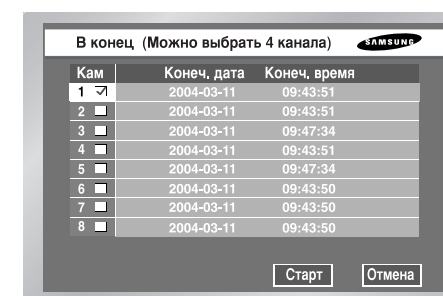 В конец (Можно выбрать 4 канала) SAMSUNG
Кам Конеч. дата Конеч. время
1 2004-03-11 09:43:51
2 2004-03-11 09:43:51
3 2004-03-11 09:47:34
4 2004-03-11 09:43:51
5 2004-03-11 09:47:34
6 2004-03-11 09:43:50
7 2004-03-11 09:43:50
8 2004-03-11 09:43:50
Старт Отмена